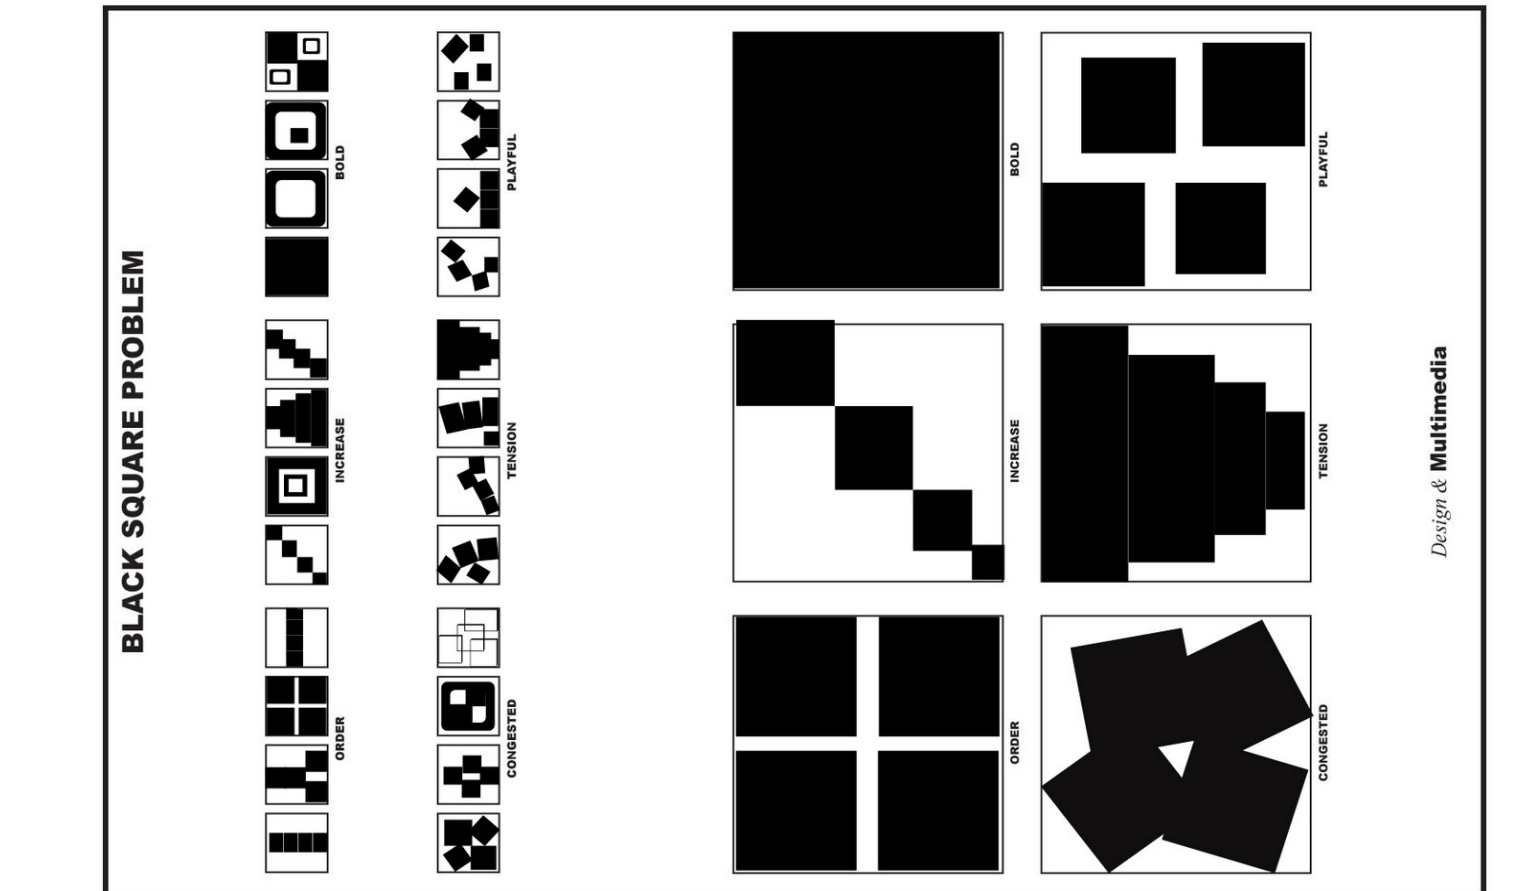 BLACK SQUARE PROBLEM
ORDER
INCREASE
BOLD
CONGESTED
TENSION
PLAYFUL
ORDER
INCREASE
BOLD
CONGESTED
TENSION
PLAYFUL
Design & Multimedia